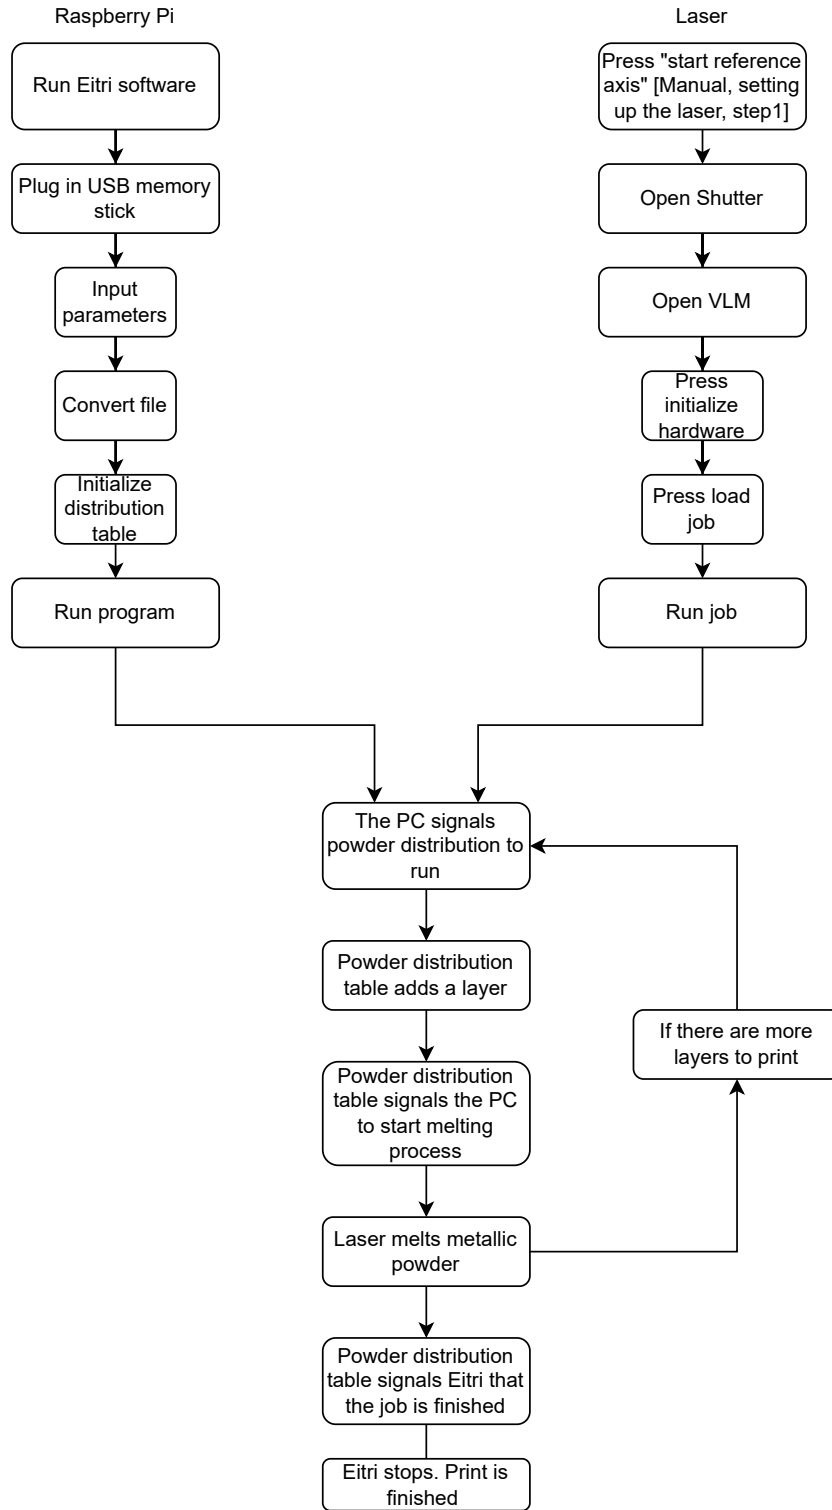 Raspberry Pi
Run Eitri software
Plug in USB memory
stick
Input
parameters
Convert file
Initialize
distribution
table
Run program
Laser
Press "start reference
axis" [Manual, setting
up the laser, step1]
Open Shutter
Open VLM
Press
initialize
hardware
Press load
job
Run job
The PC signals
powder distribution to
run
Powder distribution
table adds a layer
Powder distribution
table signals the PC
to start melting
process
Laser melts metallic
powder
If there are more
layers to print
Powder distribution
table signals Eitri that
the job is finished
Eitri stops. Print is
finished